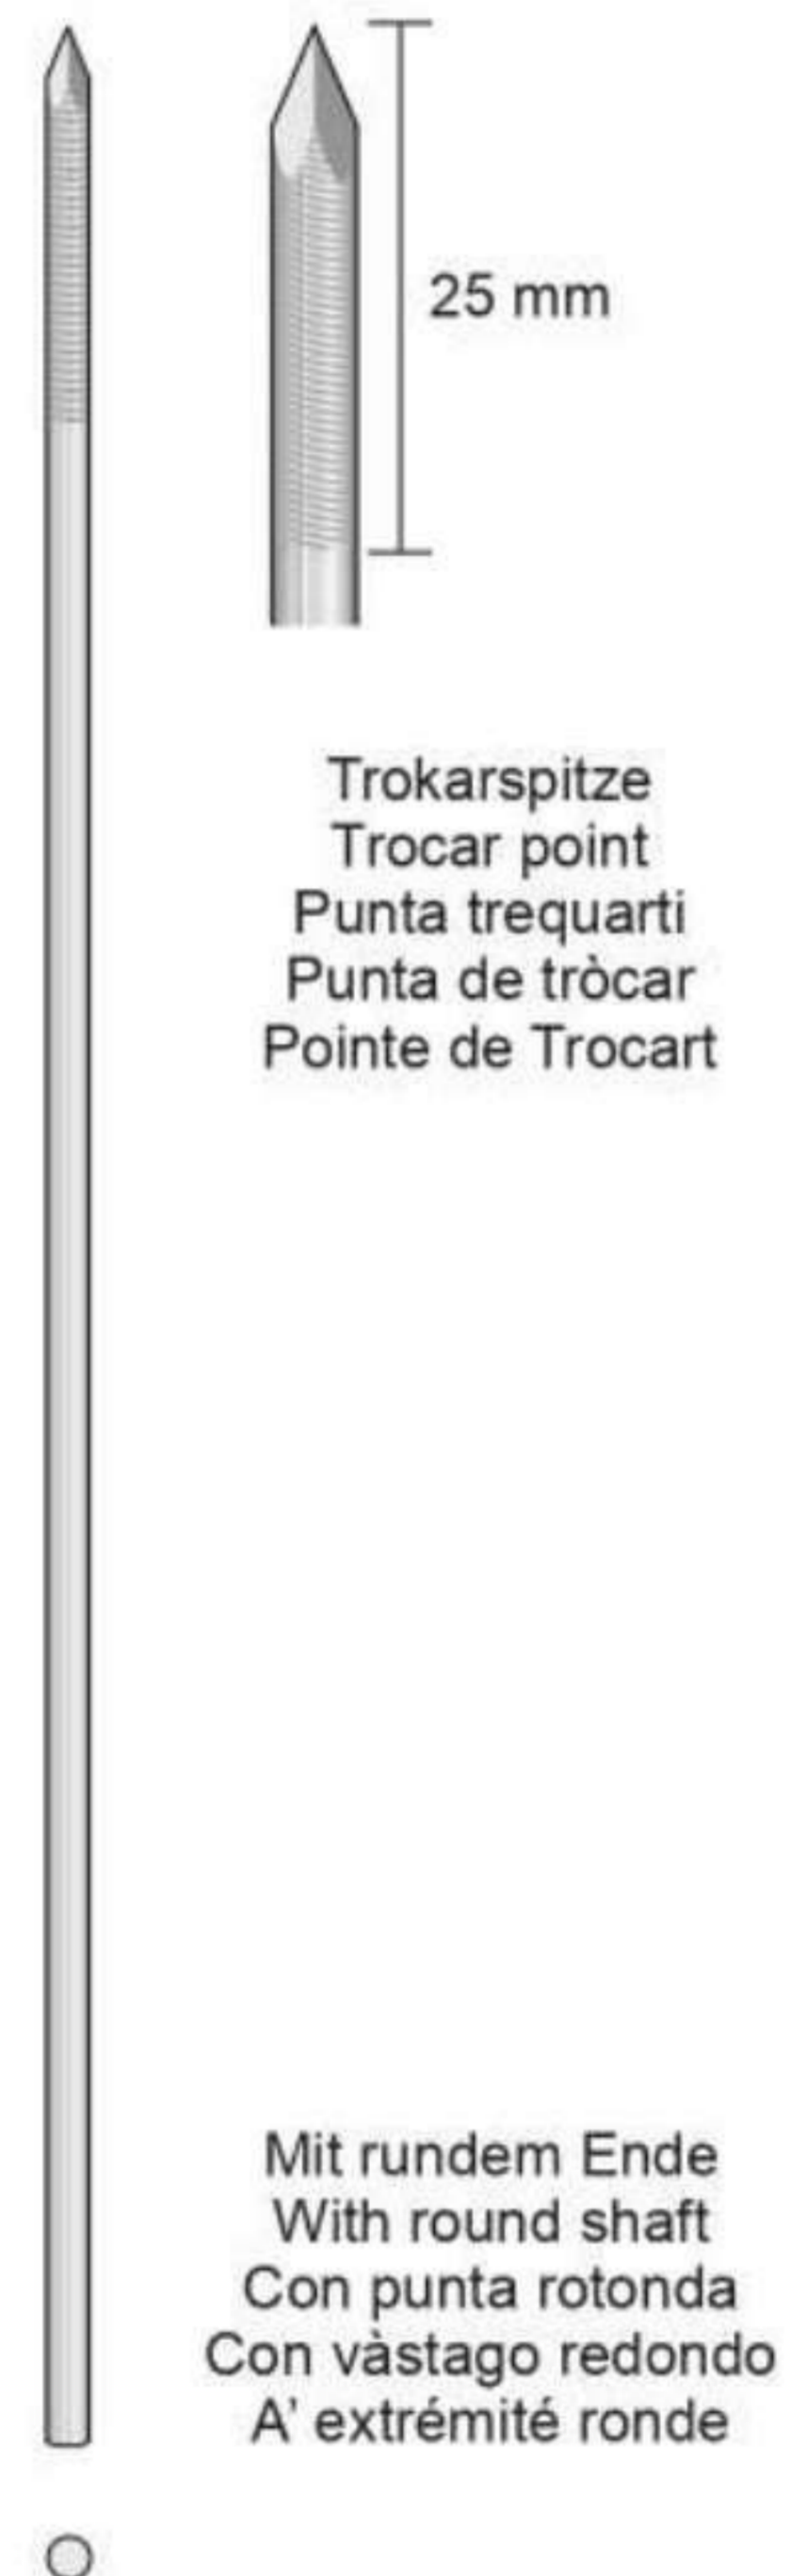 25 mm
Trokarspitze
Trocar point
Punta trequarti
Punta de tròcar
Pointe de Trocart
Mit rundem Ende
With round shaft
Con punta rotonda
Con vàstago redondo
A' extrémité ronde